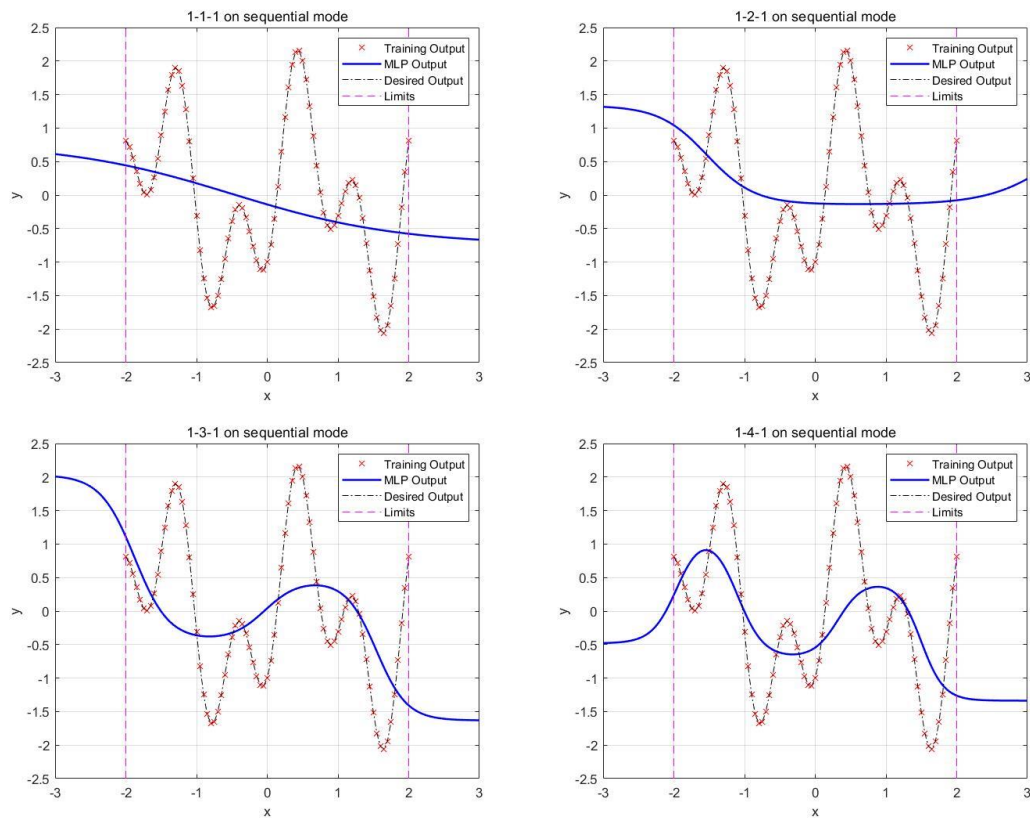 1-1-1 on sequential mode
2.5
2
1.5
1
0.5
0
-0.5
-1
-1.5
-2
-2.5
y
-3 -2 -1 0 1 2 3
x
Training Output
MLP Output
Desired Output
Limits
1-2-1 on sequential mode
2.5
2
1.5
1
0.5
0
-0.5
-1
-1.5
-2
-2.5
y
-3 -2 -1 0 1 2 3
x
Training Output
MLP Output
Desired Output
Limits
1-3-1 on sequential mode
2.5
2
1.5
1
0.5
0
-0.5
-1
-1.5
-2
-2.5
y
-3 -2 -1 0 1 2 3
x
Training Output
MLP Output
Desired Output
Limits
1-4-1 on sequential mode
2.5
2
1.5
1
0.5
0
-0.5
-1
-1.5
-2
-2.5
y
-3 -2 -1 0 1 2 3
x
Training Output
MLP Output
Desired Output
Limits